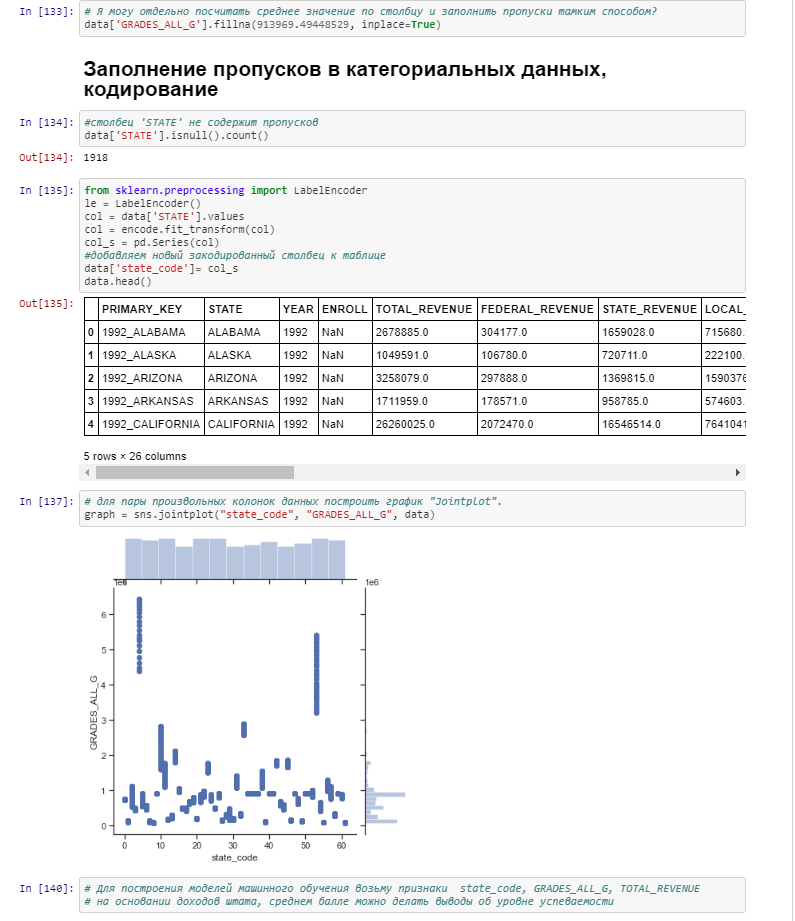 In [133]: # Я могу отдельно посчитать среднее значение по столбцу и заполнить пропуски тамким способом?
data['GRADES_ALL_G'].fillna(913969.49448529, inplace=True)
Заполнение пропусков в категориальных данных,
кодирование
In [134]: #столбец 'STATE' не содержит пропусков
data['STATE'].isnull().count()
Out[134]: 1918
In [135]: from sklearn.preprocessing import LabelEncoder
le = LabelEncoder()
col = data['STATE'].values
col = encode.fit_transform(col)
col_s = pd.Series(col)
#добавляем новый закодированный столбец к таблице
data['state_code']= col_s
data.head()
Out[135]:
PRIMARY_KEY STATE YEAR ENROLL TOTAL_REVENUE FEDERAL_REVENUE STATE_REVENUE LOCAL_
0 1992_ALABAMA ALABAMA 1992 NaN 2678885.0 304177.0 1659028.0 715680.
1 1992_ALASKA ALASKA 1992 NaN 1049591.0 106780.0 720711.0 222100.
2 1992_ARIZONA ARIZONA 1992 NaN 3258079.0 297888.0 1369815.0 1590376
3 1992_ARKANSAS ARKANSAS 1992 NaN 1711959.0 178571.0 958785.0 574603.
4 1992_CALIFORNIA CALIFORNIA 1992 NaN 26260025.0 2072470.0 16546514.0 7641041
5 rows × 26 columns
In [137]: # для пары произвольных колонок данных построить график "Jointplot".
graph = sns.jointplot("state_code", "GRADES_ALL_G", data)
1e6
6
5
4
3
2
1
0
GRADES_ALL_G
0 10 20 30 40 50 60
state_code
In [140]: # Для построения моделей машинного обучения возьму признаки  state_code, GRADES_ALL_G, TOTAL_REVENUE
# на основании доходов штата, среднем балле можно делать выводы об уровне успеваемости